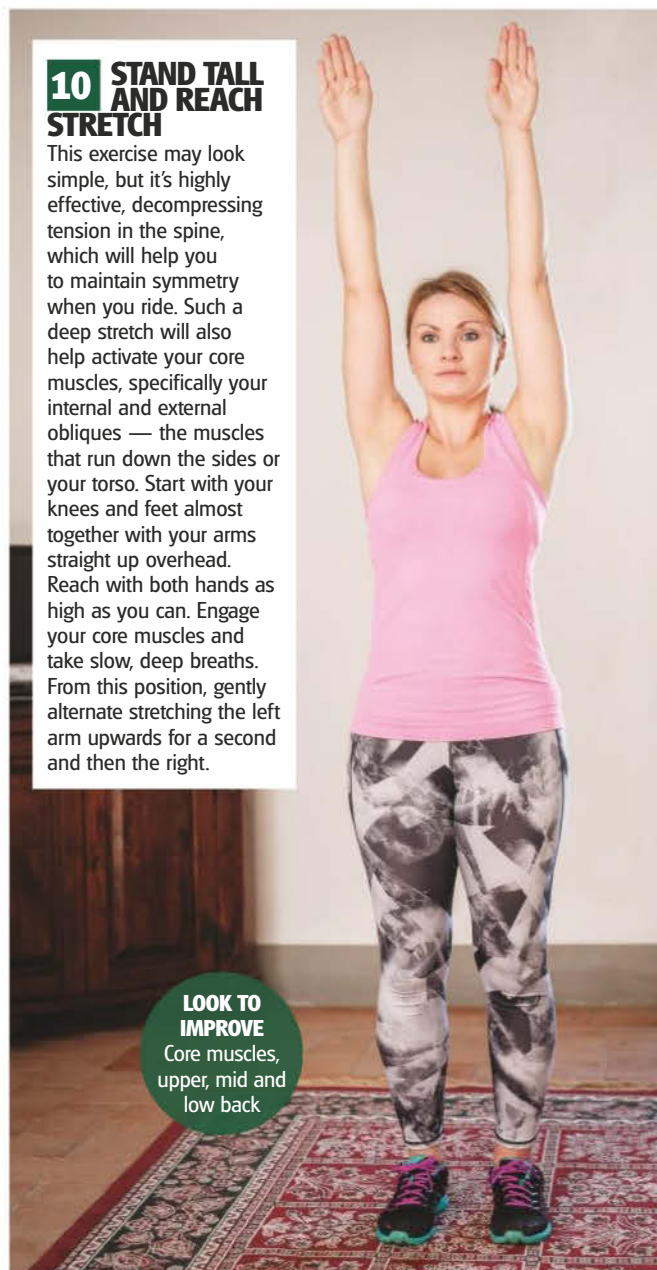 10 STAND TALL
AND REACH
STRETCH
This exercise may look
simple, but it's highly
effective, decompressing
tension in the spine,
which will help you
to maintain symmetry
when you ride. Such a
deep stretch will also
help activate your core
muscles, specifically your
internal and external
obliques — the muscles
that run down the sides or
your torso. Start with your
knees and feet almost
together with your arms
straight up overhead.
Reach with both hands as
high as you can. Engage
your core muscles and
take slow, deep breaths.
From this position, gently
alternate stretching the left
arm upwards for a second
and then the right.
LOOK TO
IMPROVE
Core muscles,
upper, mid and
low back